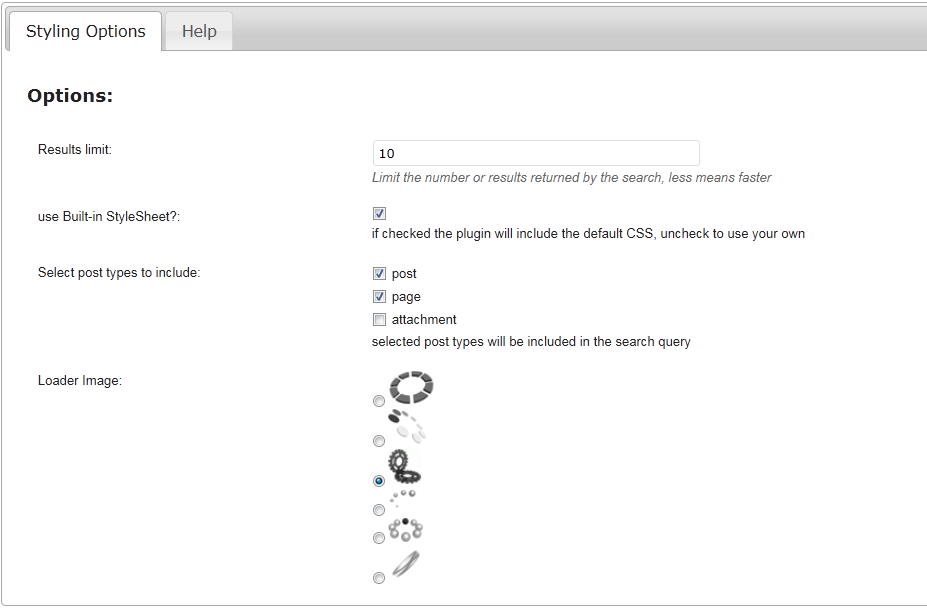 Styling Options
Help
Options:
Results limit:
10
Limit the number or results returned by the search, less means faster
use Built-in StyleSheet?:
if checked the plugin will include the default CSS, uncheck to use your own
Select post types to include:
post
page
attachment
selected post types will be included in the search query
Loader Image: